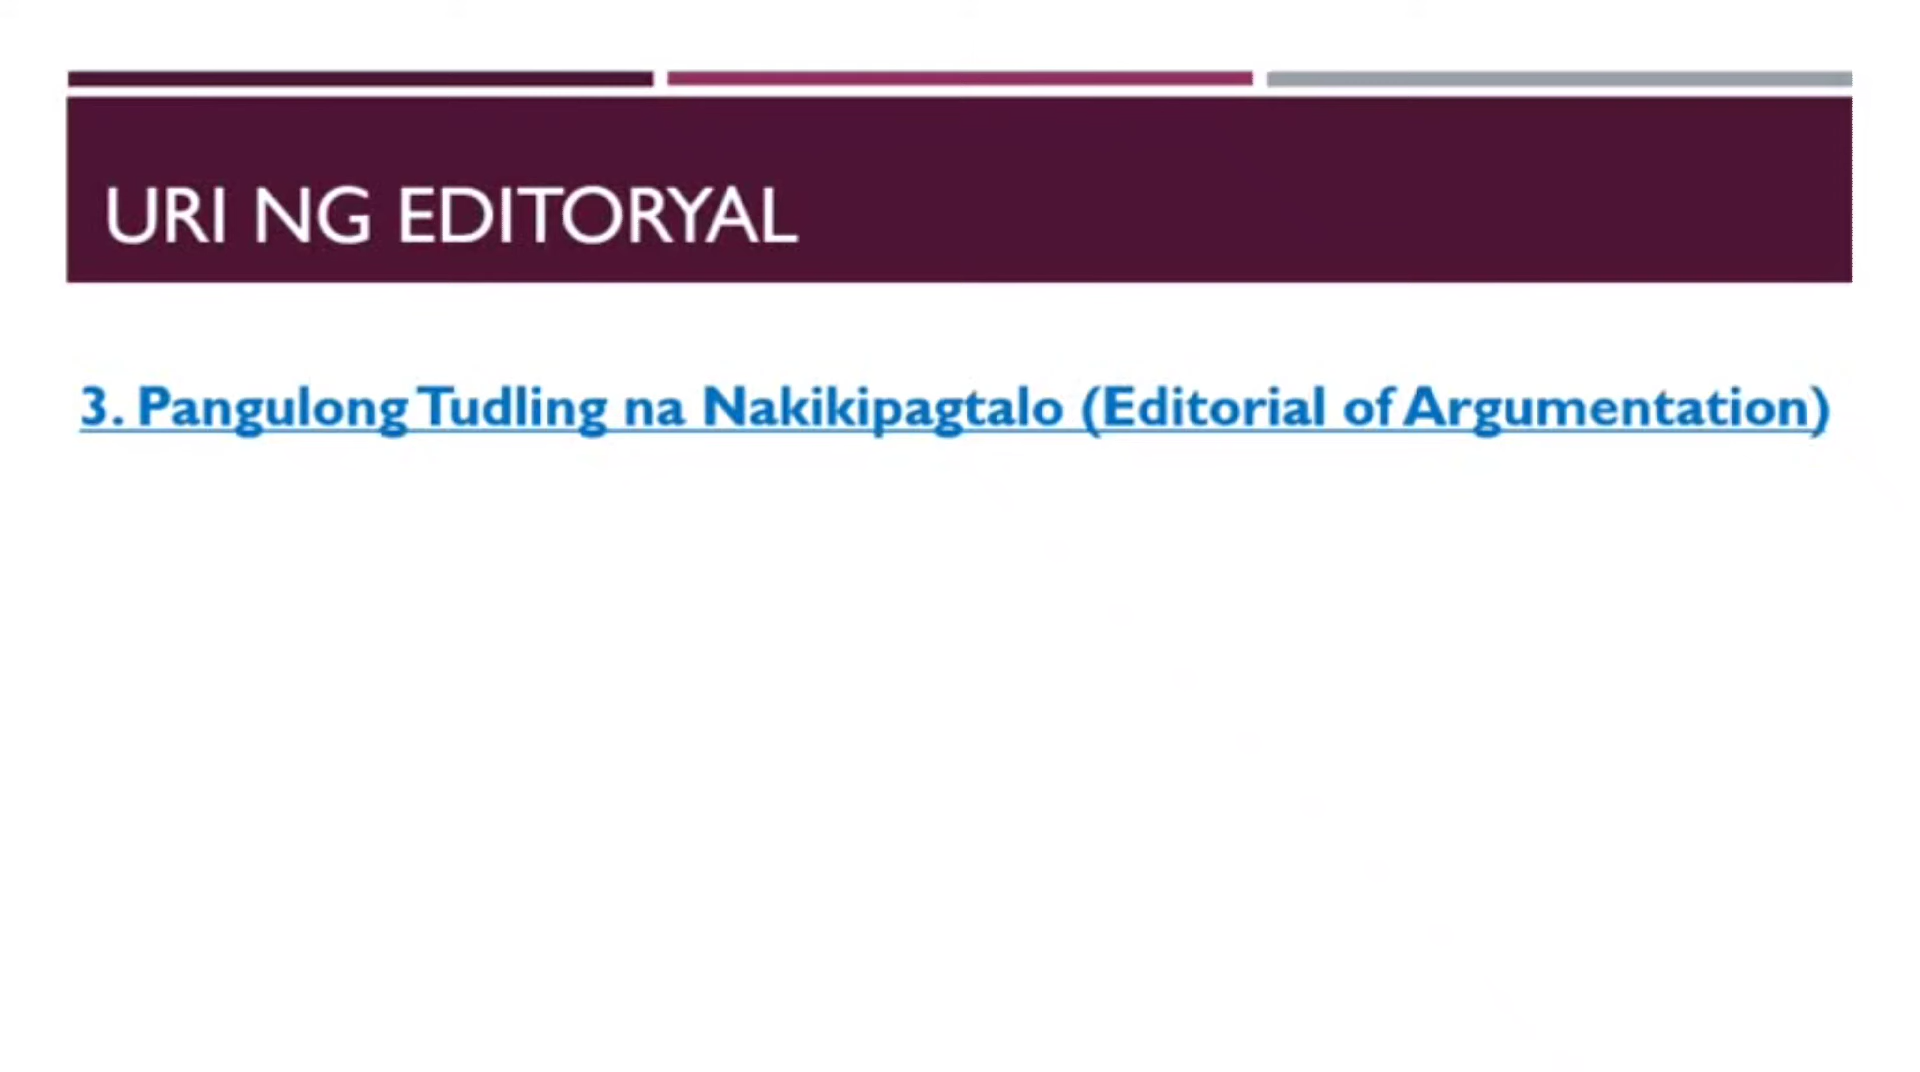 URI NG EDITORYAL
3. Pangulong Tudling na Nakikipagtalo (Editorial of Argumentation)